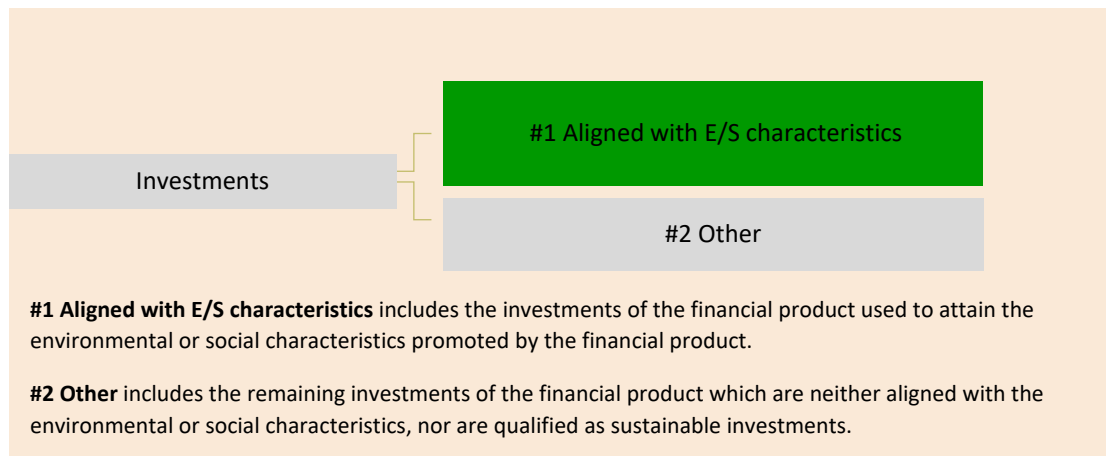 #1 Aligned with E/S characteristics
Investments
#2 Other
#1 Aligned with E/S characteristics includes the investments of the financial product used to attain the
environmental or social characteristics promoted by the financial product.
#2 Other includes the remaining investments of the financial product which are neither aligned with the
environmental or social characteristics, nor are qualified as sustainable investments.